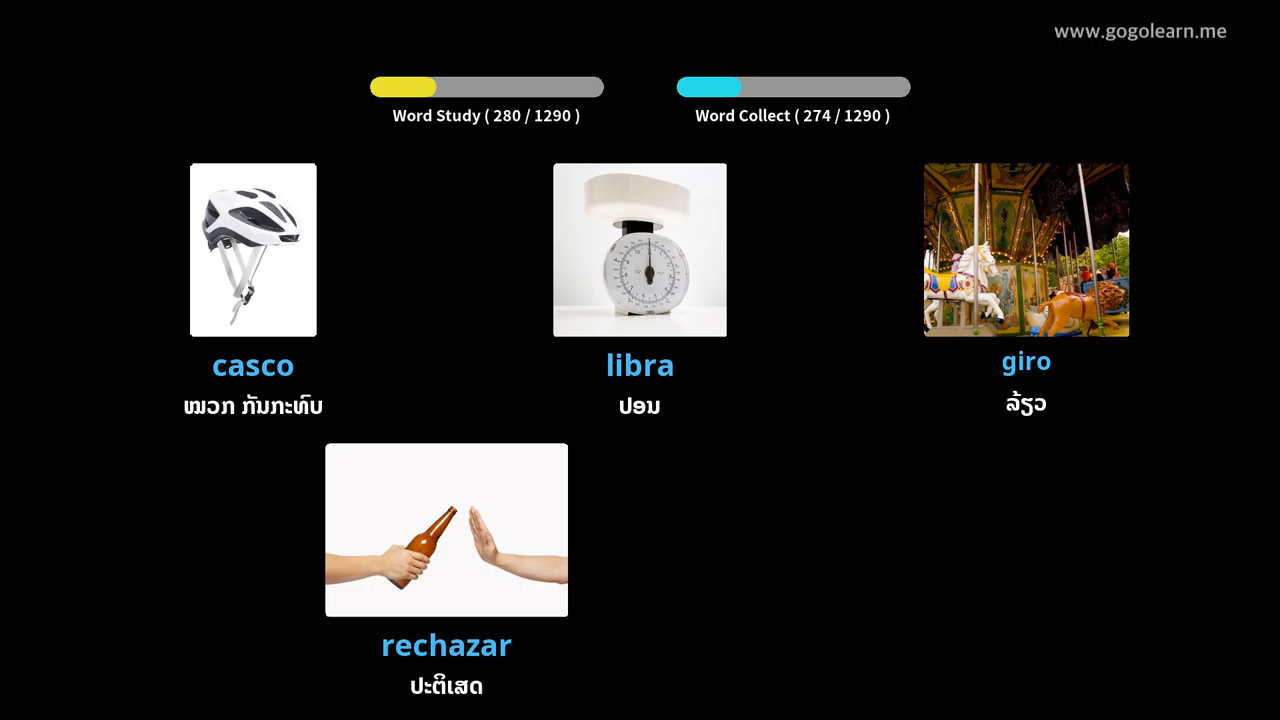 www.gogolearn.me
Word Study ( 280 / 1290 )
Word Collect ( 274 / 1290 )
casco
ໝວກ ກັນກະທົບ
libra
ປອນ
giro
ລ້ຽວ
rechazar
ປະຕິເສດ